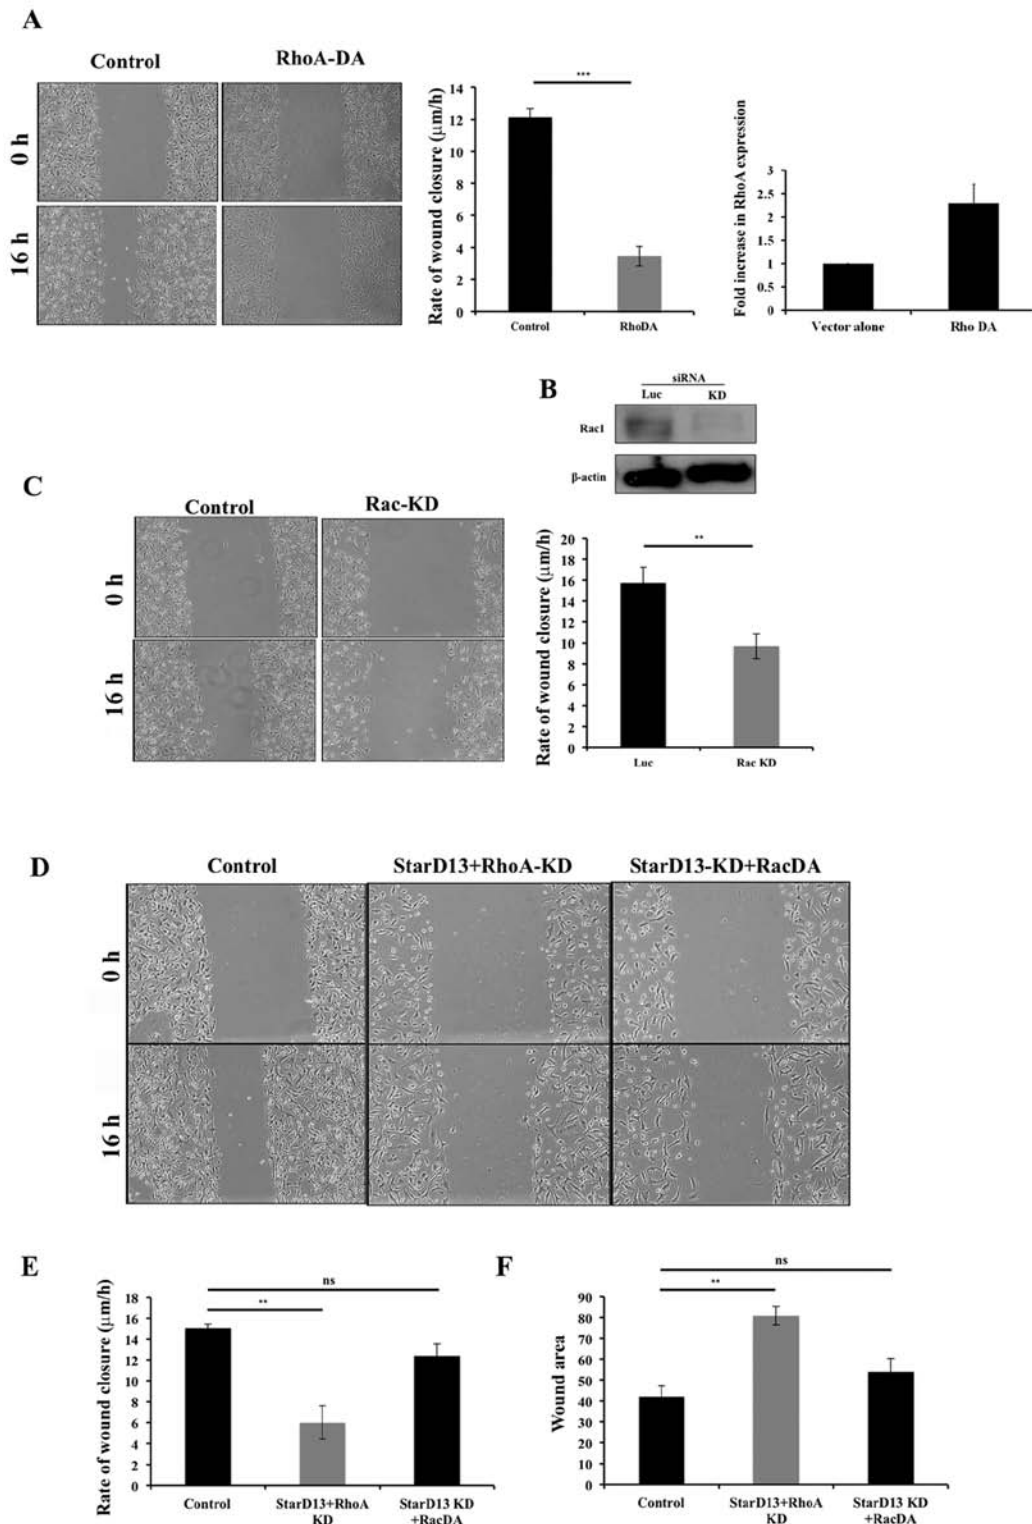 A
Control
RhoA-DA
0 h
16 h
Rate of wound closure (µm/h)
14
12
10
8
6
4
2
0
***
Control
RhoDA
Fold increase in RhoA expression
3
2.5
2
1.5
1
0.5
0
Vector alone
Rho DA
B
siRNA
Luc
KD
Rac1
β-actin
C
Control
Rac-KD
0 h
16 h
Rate of wound closure (µm/h)
20
18
16
14
12
10
8
6
4
2
0
**
Luc
Rac KD
D
Control
StarD13+RhoA-KD
StarD13-KD+RacDA
0 h
16 h
E
Rate of wound closure (µm/h)
18
16
14
12
10
8
6
4
2
0
ns
**
Control
StarD13+RhoA
KD
StarD13 KD
+RacDA
F
Wound area
90
80
70
60
50
40
30
20
10
0
ns
**
Control
StarD13+RhoA
KD
StarD13 KD
+RacDA